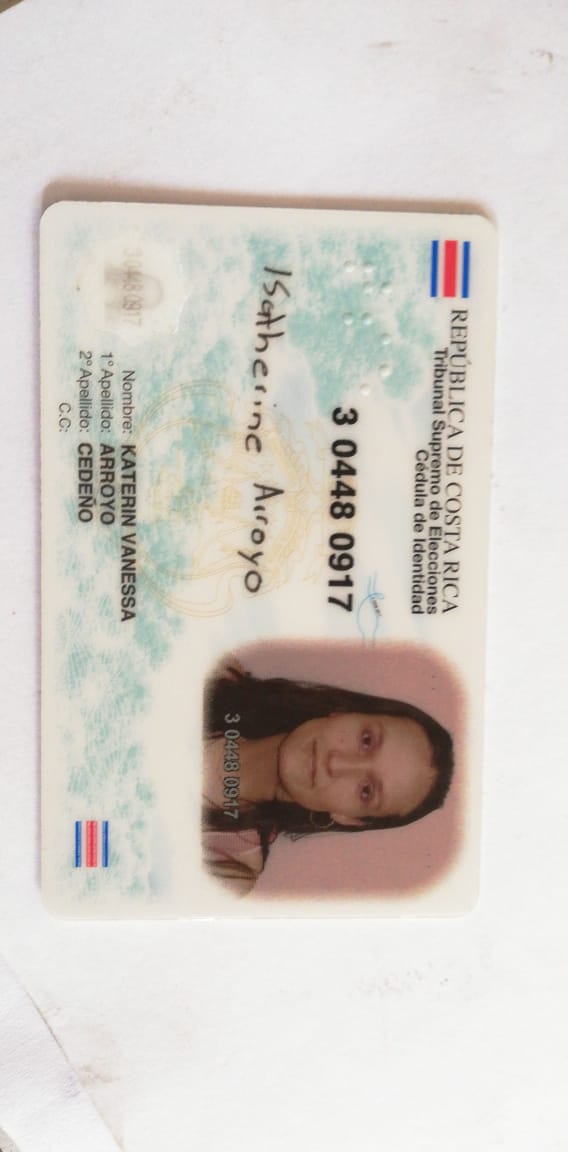 REPÚBLICA DE COSTA RICA
Tribunal Supremo de Elecciones
Cédula de Identidad
3 0448 0917
Katherine Arroyo
3 0448 0917
3 0448 0917
Nombre: KATERIN VANESSA
1° Apellido: ARROYO
2° Apellido: CEDEÑO
C.C: